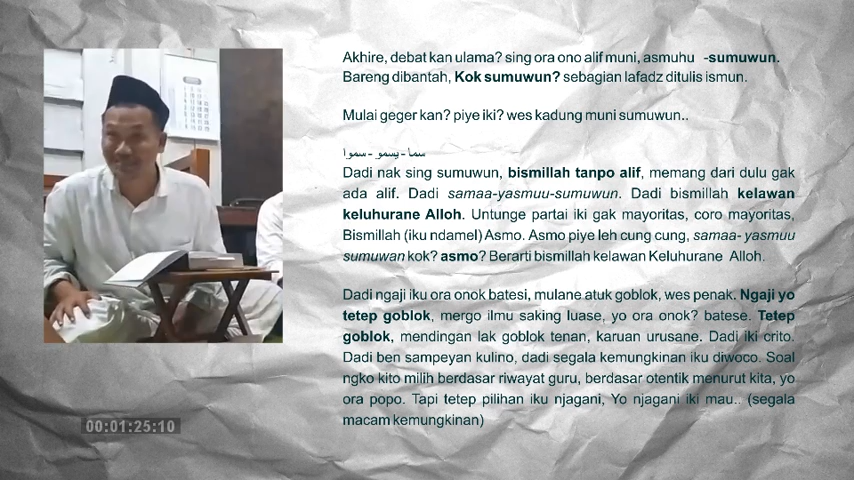 Akhire, debat kan ulama? sing ora ono alif muni, asmuhu -sumuwun.
Bareng dibantah, Kok sumuwun? sebagian lafadz ditulis ismun.
Mulai geger kan? piye iki? wes kadung muni sumuwun..
سما - يسمو - سموا
Dadi nak sing sumuwun, bismillah tanpo alif, memang dari dulu gak
ada alif. Dadi samaa-yasmuu-sumuwun. Dadi bismillah kelawan
keluhurane Alloh. Untunge partai iki gak mayoritas, coro mayoritas,
Bismillah (iku ndamel) Asmo. Asmo piye leh cung cung, samaa- yasmuu
sumuwan kok? asmo? Berarti bismillah kelawan Keluhurane Alloh.
Dadi ngaji iku ora onok batesi, mulane atuk goblok, wes penak. Ngaji yo
tetep goblok, mergo ilmu saking luase, yo ora onok? batese. Tetep
goblok, mendingan lak goblok tenan, karuan urusane. Dadi iki crito.
Dadi ben sampeyan kulino, dadi segala kemungkinan iku diwoco. Soal
ngko kito milih berdasar riwayat guru, berdasar otentik menurut kita, yo
ora popo. Tapi tetep pilihan iku njagani, Yo njagani iki mau.. (segala
macam kemungkinan)
00:01:25:10